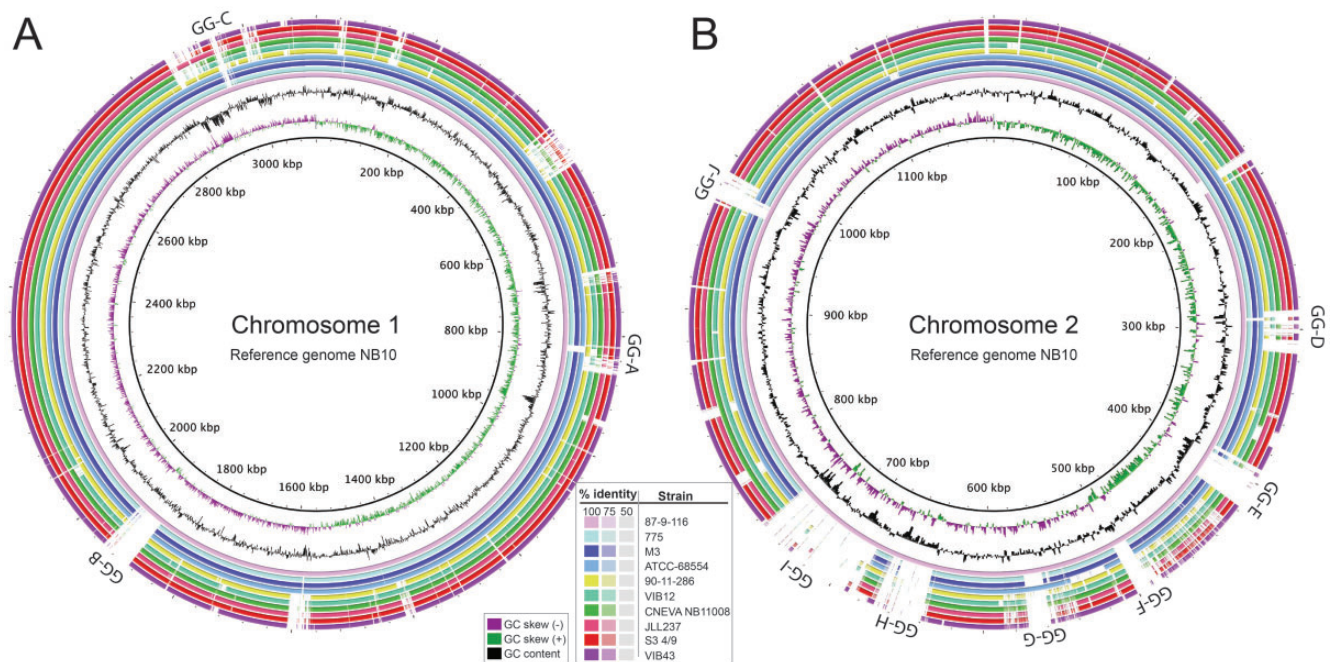 A
GG-C
GG-A
GG-B
3000 kbp
200 kbp
2800 kbp
400 kbp
2600 kbp
600 kbp
2400 kbp
800 kbp
2200 kbp
1000 kbp
2000 kbp
1200 kbp
1800 kbp
1400 kbp
1600 kbp
Chromosome 1
Reference genome NB10
B
GG-J
GG-D
GG-E
GG-F
GG-G
GG-H
GG-I
1100 kbp
100 kbp
1000 kbp
200 kbp
900 kbp
300 kbp
800 kbp
400 kbp
700 kbp
500 kbp
600 kbp
Chromosome 2
Reference genome NB10
GC skew (-)
GC skew (+)
GC content
% identity Strain
100 75 50
87-9-116
775
M3
ATCC-68554
90-11-286
VIB12
CNEVA NB11008
JLL237
S3 4/9
VIB43